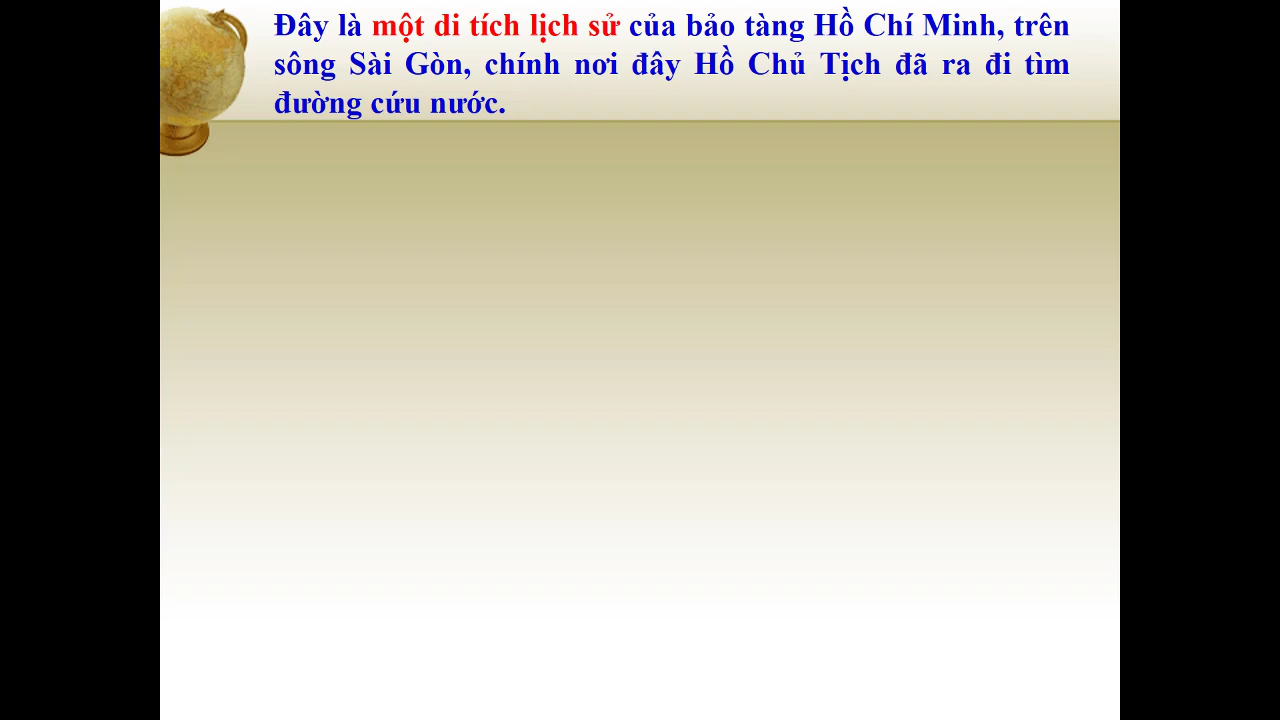 Đây là một di tích lịch sử của bảo tàng Hồ Chí Minh, trên
sông Sài Gòn, chính nơi đây Hồ Chủ Tịch đã ra đi tìm
đường cứu nước.